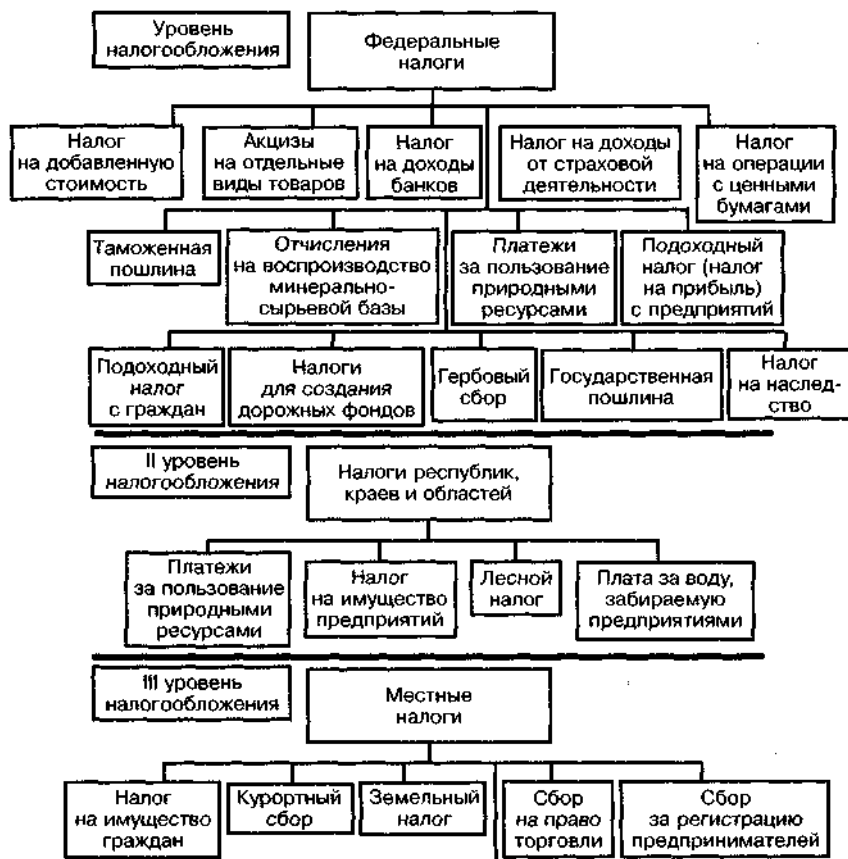 Уровень
налогообложения
Федеральные
налоги
Налог
на добавленную
стоимость
Акцизы
на отдельные
виды товаров
Налог
на доходы
банков
Налог на доходы
от страховой
деятельности
Налог
на операции
с ценными
бумагами
Таможенная
пошлина
Отчисления
на воспроизводство
минерально-
сырьевой базы
Платежи
за пользование
природными
ресурсами
Подоходный
налог (налог
на прибыль)
с предприятий
Подоходный
налог
с граждан
Налоги
для создания
дорожных фондов
Гербовый
сбор
Государственная
пошлина
Налог
на наслед-
ство
II уровень
налогообложения
Налоги республик,
краев и областей
Платежи
за пользование
природными
ресурсами
Налог
на имущество
предприятий
Лесной
налог
Плата за воду,
забираемую
предприятиями
III уровень
налогообложения
Местные
налоги
Налог
на имущество
граждан
Курортный
сбор
Земельный
налог
Сбор
на право
торговли
Сбор
за регистрацию
предпринимателей